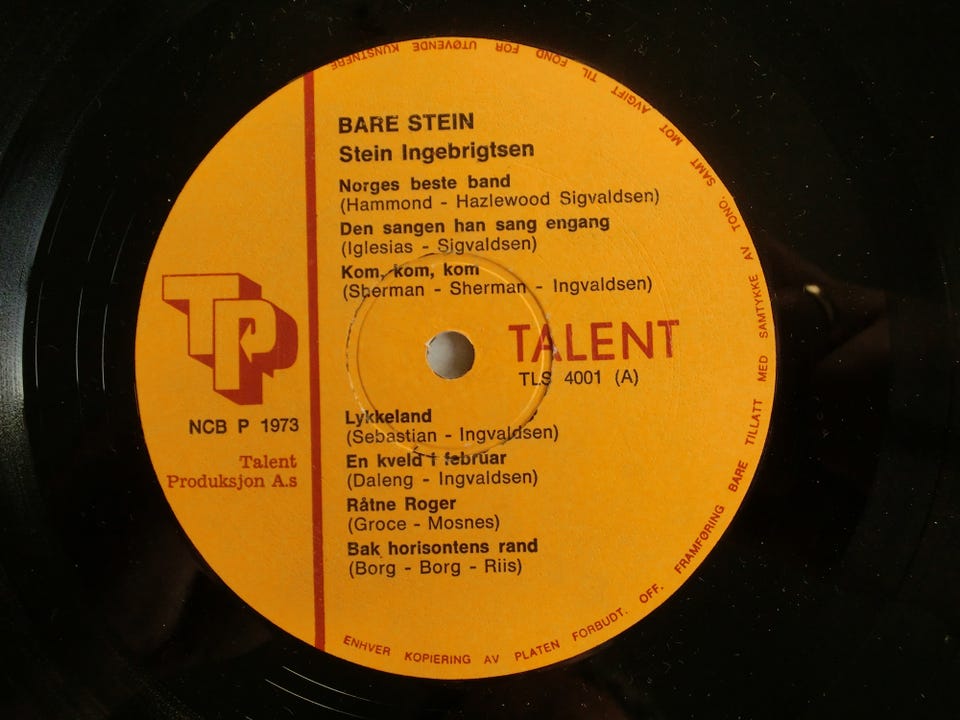 BARE STEIN
Stein Ingebrigtsen
Norges beste band
(Hammond - Hazlewood Sigvaldsen)
Den sangen han sang engang
(Iglesias - Sigvaldsen)
Kom, kom, kom
(Sherman - Sherman - Ingvaldsen)
TALENT
TLS 4001 (A)
Lykkeland
(Sebastian - Ingvaldsen)
En kveld i februar
(Daleng - Ingvaldsen)
Råtne Roger
(Groce - Mosnes)
Bak horisontens rand
(Borg - Borg - Riis)
TP
NCB P 1973
Talent
Produksjon A.s
ENHVER KOPIERING AV PLATEN FORBUDT. OFF. FRAMFØRING BARE TILLATT MED SAMTYKKE AV TONO, SAMT MOT AVGIFT TIL FOND FOR UTØVENDE KUNSTNERE